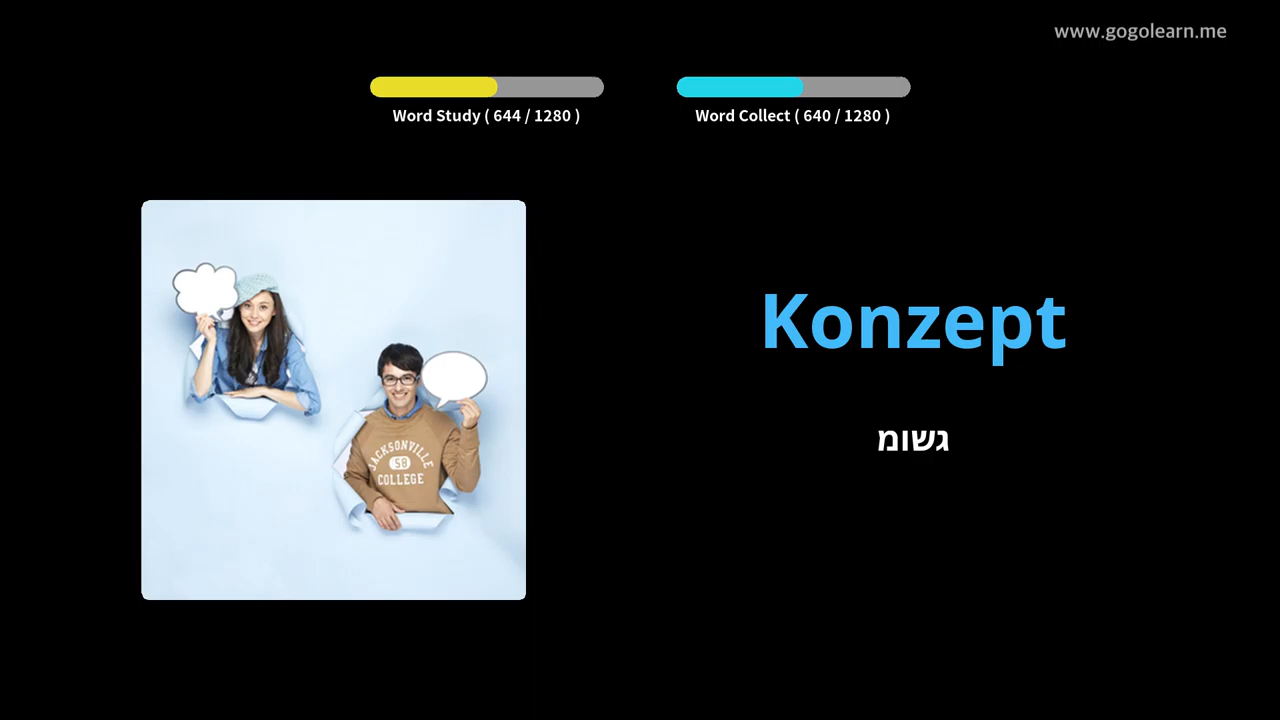 www.gogolearn.me
Word Study ( 644 / 1280 )
Word Collect ( 640 / 1280 )
JACKSONVILLE
58
COLLEGE
Konzept
גשומ